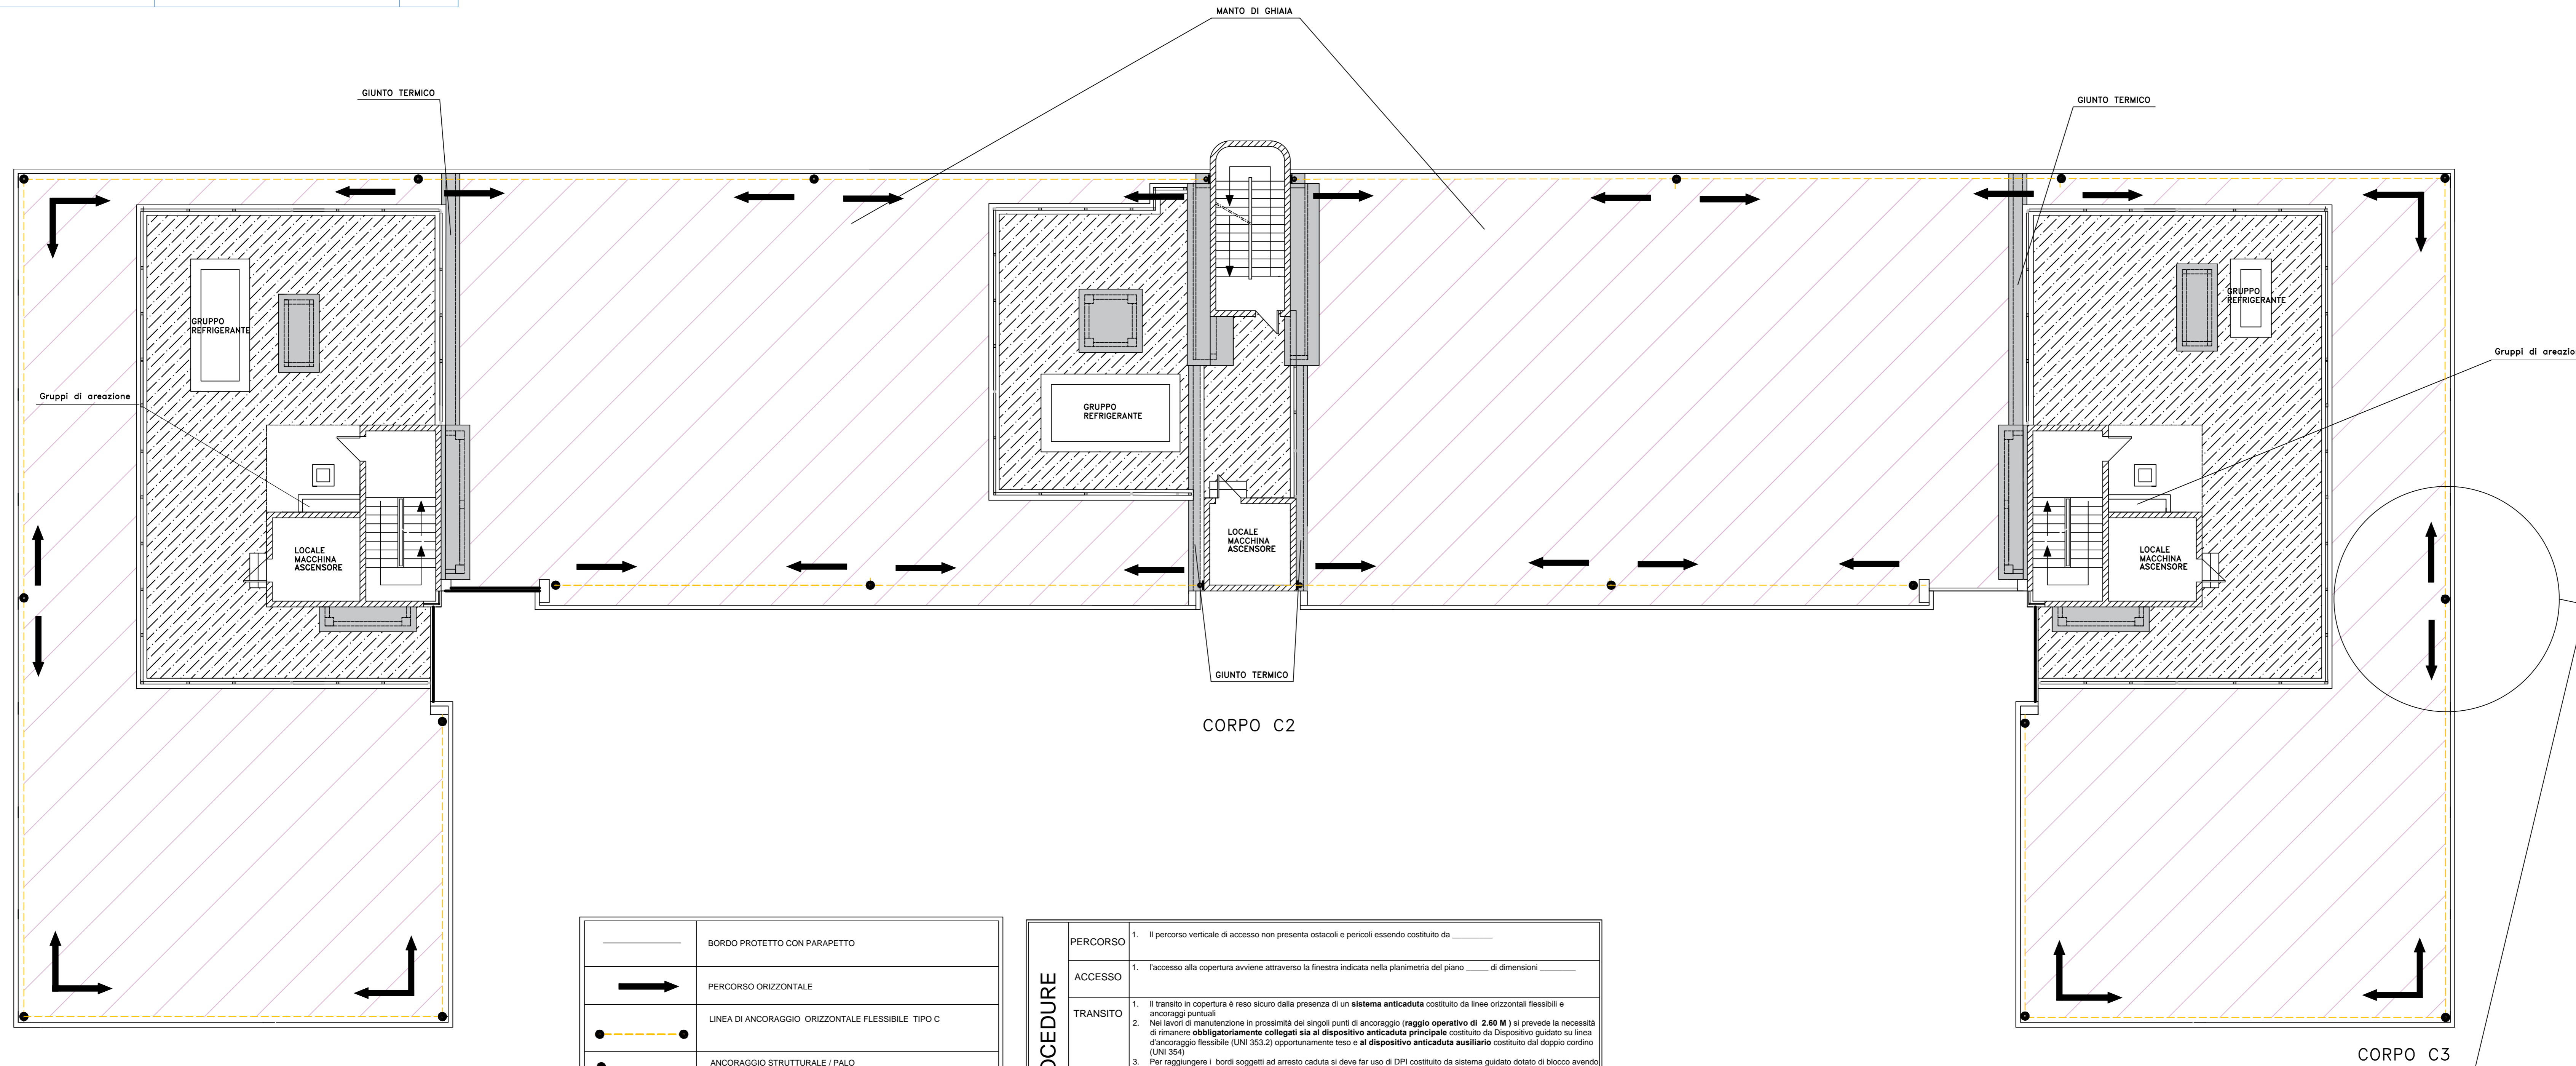 MANTO DI GHIAIA
GIUNTO TERMICO
GIUNTO TERMICO
GRUPPO
REFRIGERANTE
GRUPPO
REFRIGERANTE
Gruppi di areazio
Gruppi di areazione
GRUPPO
REFRIGERANTE
LOCALE
MACCHINA
ASCENSORE
LOCALE
MACCHINA
ASCENSORE
LOCALE
MACCHINA
ASCENSORE
GIUNTO TERMICO
CORPO C2
BORDO PROTETTO CON PARAPETTO
PERCORSO ORIZZONTALE
LINEA DI ANCORAGGIO ORIZZONTALE FLESSIBILE TIPO C
ANCORAGGIO STRUTTURALE / PALO
OCEDURE
PERCORSO
1. Il percorso verticale di accesso non presenta ostacoli e pericoli essendo costituito da _________
ACCESSO
1. l'accesso alla copertura avviene attraverso la finestra indicata nella planimetria del piano _____ di dimensioni ________
TRANSITO
1. Il transito in copertura è reso sicuro dalla presenza di un sistema anticaduta costituito da linee orizzontali flessibili e
ancoraggi puntuali
2. Nei lavori di manutenzione in prossimità dei singoli punti di ancoraggio (raggio operativo di 2.60 M ) si prevede la necessità
di rimanere obbligatoriamente collegati sia al dispositivo anticaduta principale costituito da Dispositivo guidato su linea
d'ancoraggio flessibile (UNI 353.2) opportunamente teso e al dispositivo anticaduta ausiliario costituito dal doppio cordino
(UNI 354)
3. Per raggiungere i bordi soggetti ad arresto caduta si deve far uso di DPI costituito da sistema guidato dotato di blocco avendo
CORPO C3